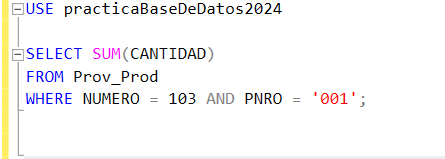 USE practicaBaseDeDatos2024
SELECT SUM(CANTIDAD)
FROM Prov_Prod
WHERE NUMERO = 103 AND PNRO = '001';